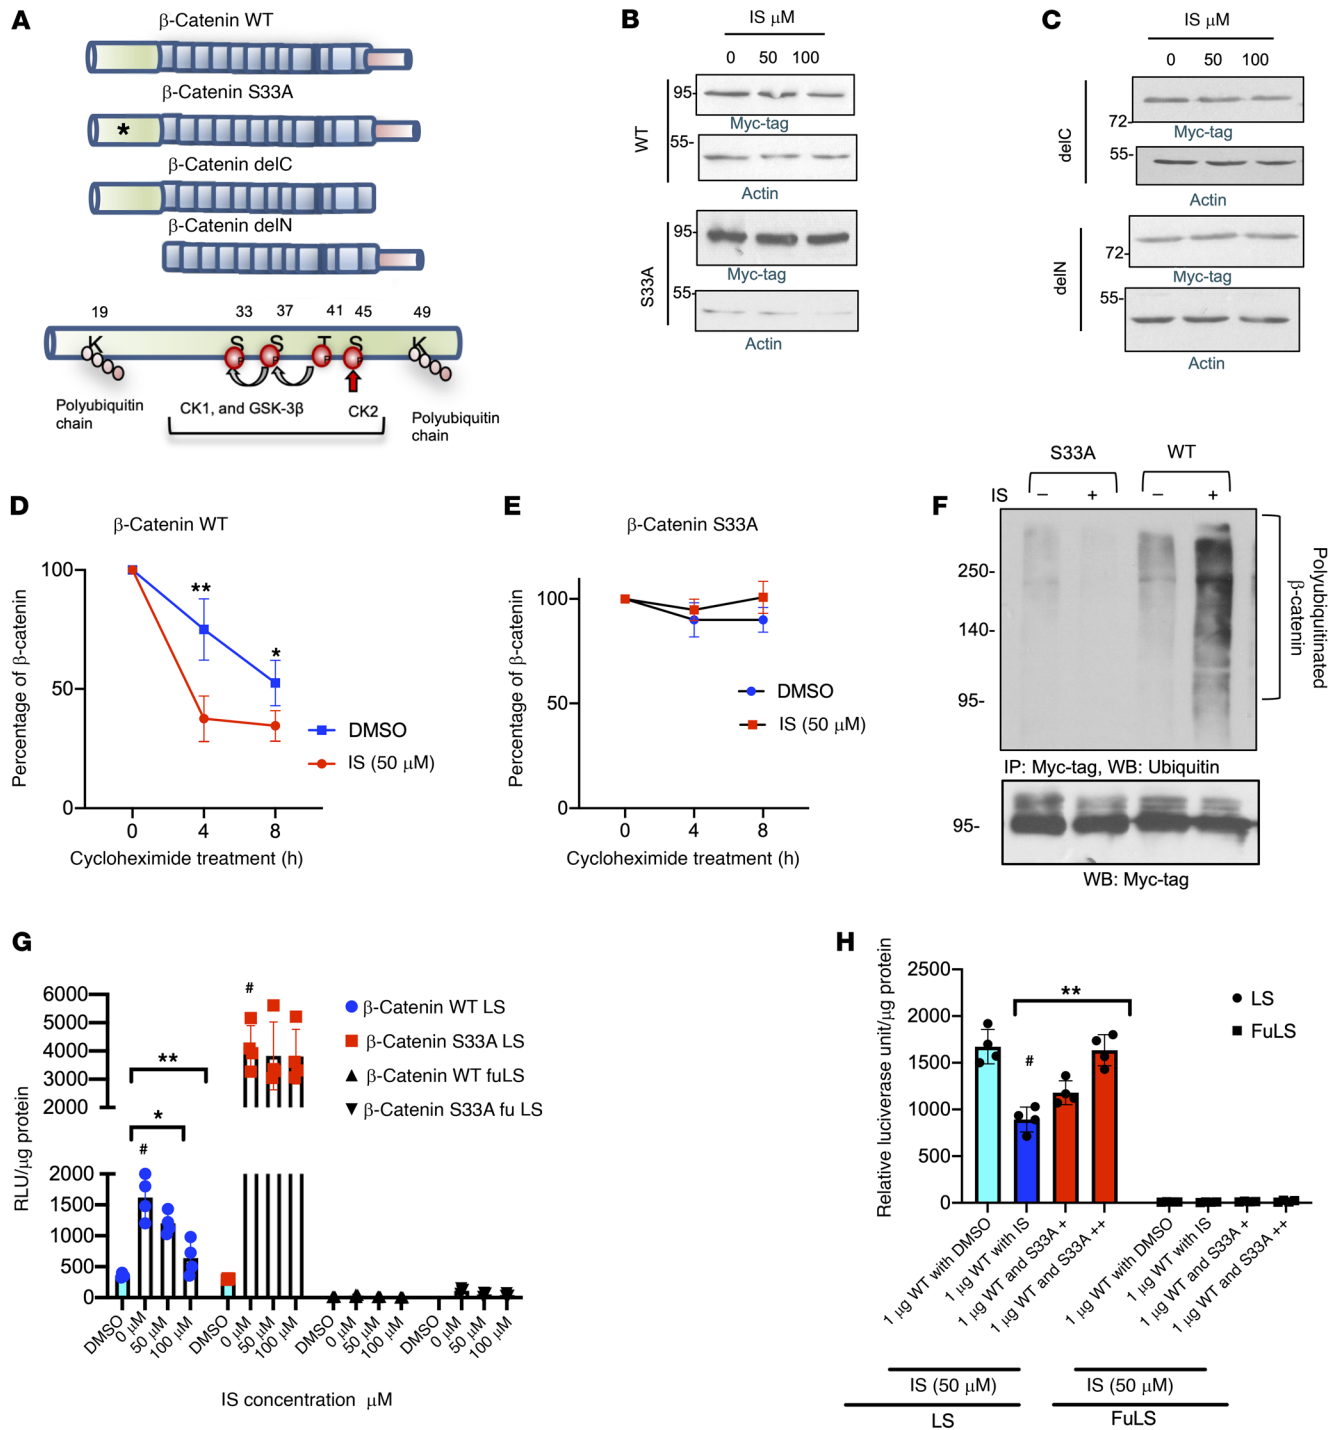 A
β-Catenin WT
β-Catenin S33A
*
β-Catenin delC
β-Catenin delN
19 33 37 41 45 49
K S S T S K
P P P P
Polyubiquitin
chain
CK1, and GSK-3β
CK2
Polyubiquitin
chain
B
IS μM
0 50 100
WT
95-
Myc-tag
55-
Actin
S33A
95-
Myc-tag
55-
Actin
C
IS μM
0 50 100
delC
72
Myc-tag
55-
Actin
delN
72-
Myc-tag
55-
Actin
D
β-Catenin WT
Percentage of β-catenin
100
50
0
**
*
DMSO
IS (50 μM)
0 4 8
Cycloheximide treatment (h)
E
β-Catenin S33A
Percentage of β-catenin
100
50
0
DMSO
IS (50 μM)
0 4 8
Cycloheximide treatment (h)
F
S33A WT
IS − + − +
250-
140-
95-
Polyubiquitinated
β-catenin
IP: Myc-tag, WB: Ubiquitin
95-
WB: Myc-tag
G
RLU/μg protein
6000
5000
4000
3000
2000
2000
1500
1000
500
0
**
*
#
#
β-Catenin WT LS
β-Catenin S33A LS
β-Catenin WT fuLS
β-Catenin S33A fu LS
DMSO 0 μM 50 μM 100 μM DMSO 0 μM 50 μM 100 μM DMSO 0 μM 50 μM 100 μM DMSO 0 μM 50 μM 100 μM
IS concentration μM
H
Relative luciverase unit/μg protein
2500
2000
1500
1000
500
0
**
#
LS
FuLS
1 μg WT with DMSO
1 μg WT with IS
1 μg WT and S33A +
1 μg WT and S33A ++
1 μg WT with DMSO
1 μg WT with IS
1 μg WT and S33A +
1 μg WT and S33A ++
IS (50 μM) IS (50 μM)
LS FuLS